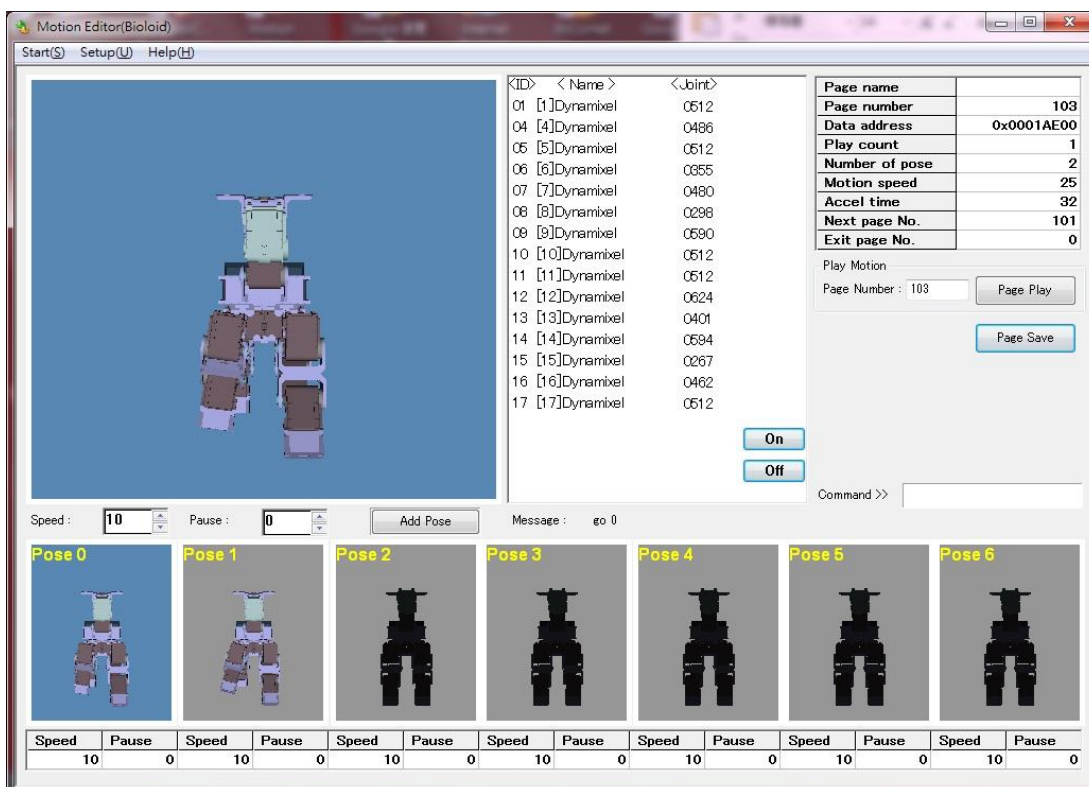 Motion Editor(Bioloid)
Start(S) Setup(U) Help(H)
<ID> < Name > <Joint>
01 [1]Dynamixel 0512
04 [4]Dynamixel 0486
05 [5]Dynamixel 0512
06 [6]Dynamixel 0355
07 [7]Dynamixel 0480
08 [8]Dynamixel 0298
09 [9]Dynamixel 0590
10 [10]Dynamixel 0512
11 [11]Dynamixel 0512
12 [12]Dynamixel 0624
13 [13]Dynamixel 0401
14 [14]Dynamixel 0594
15 [15]Dynamixel 0267
16 [16]Dynamixel 0462
17 [17]Dynamixel 0512
On
Off
Page name
Page number 103
Data address 0x0001AE00
Play count 1
Number of pose 2
Motion speed 25
Accel time 32
Next page No. 101
Exit page No. 0
Play Motion
Page Number : 103 Page Play
Page Save
Command >>
Speed : 10 Pause : 0 Add Pose Message : go 0
Pose 0 Pose 1 Pose 2 Pose 3 Pose 4 Pose 5 Pose 6
Speed Pause Speed Pause Speed Pause Speed Pause Speed Pause Speed Pause Speed Pause
10 0 10 0 10 0 10 0 10 0 10 0 10 0